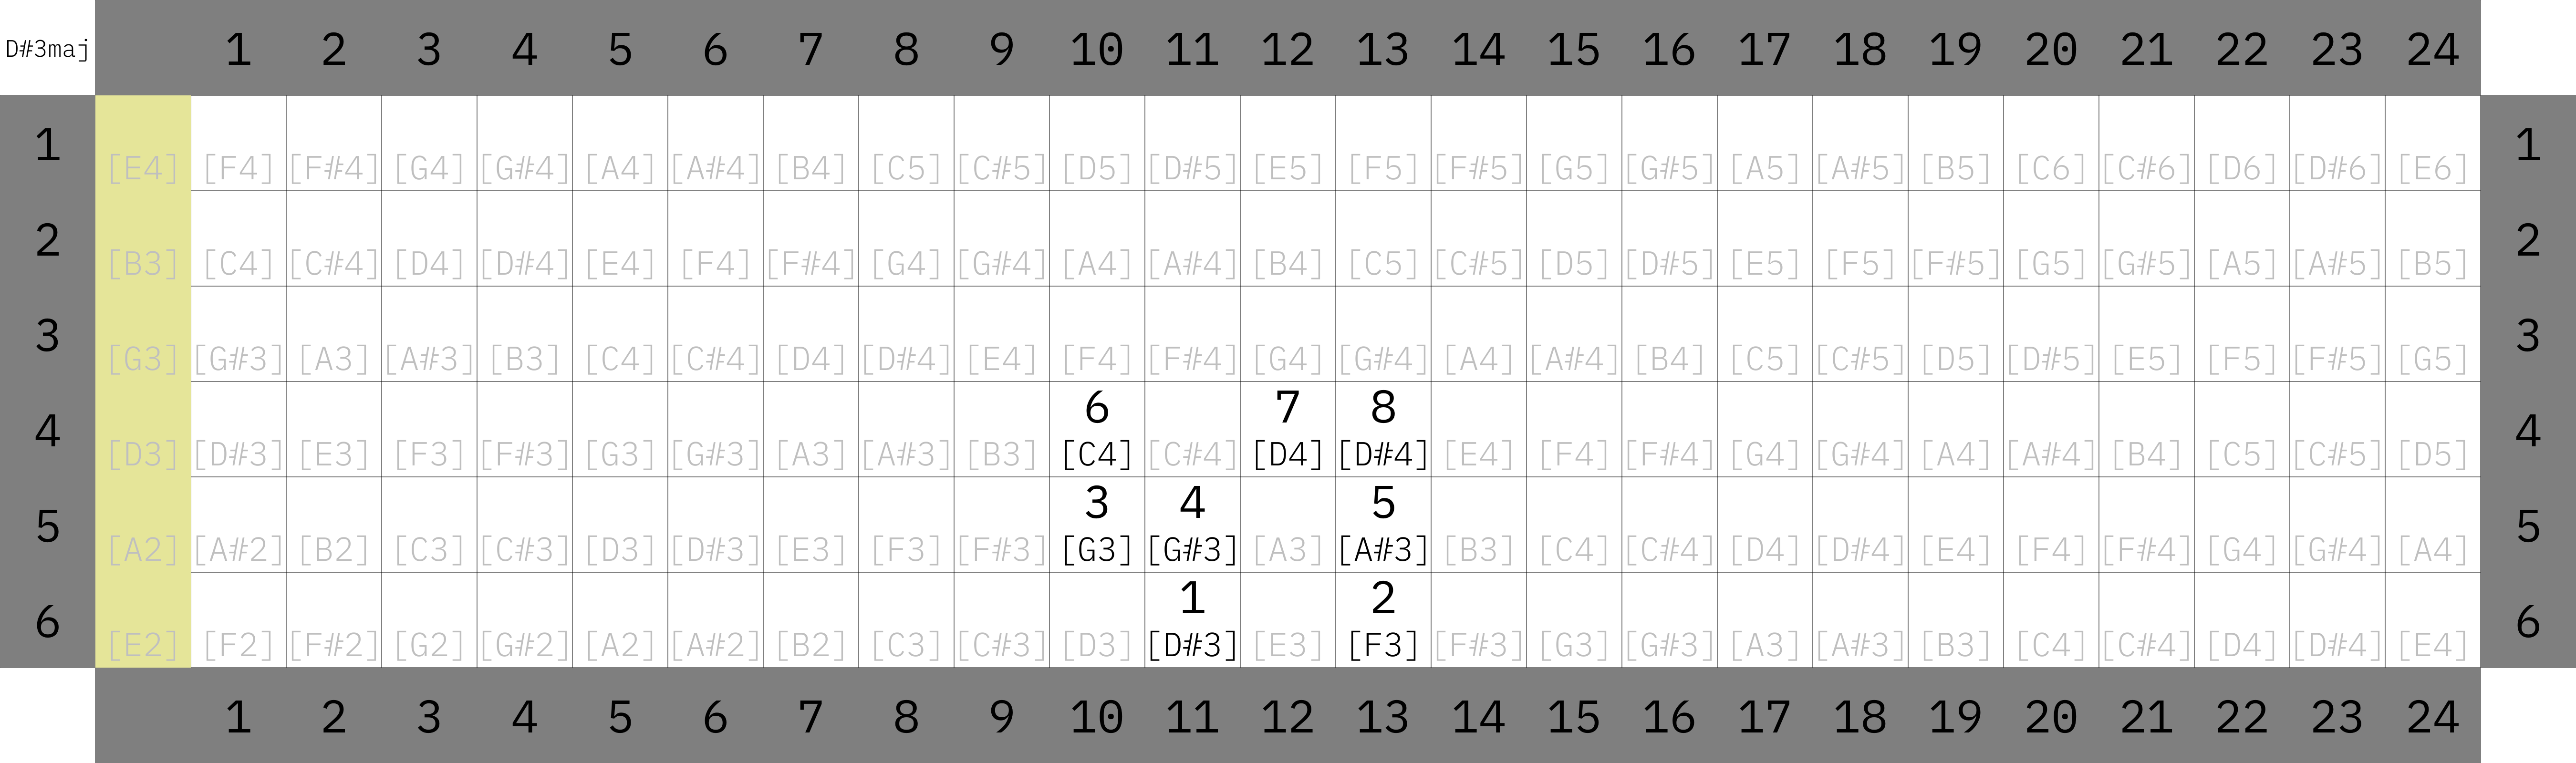 D#3maj 1 2 3 4 5 6 7 8 9 10 11 12 13 14 15 16 17 18 19 20 21 22 23 24
1 [E4] [F4] [F#4] [G4] [G#4] [A4] [A#4] [B4] [C5] [C#5] [D5] [D#5] [E5] [F5] [F#5] [G5] [G#5] [A5] [A#5] [B5] [C6] [C#6] [D6] [D#6] [E6] 1
2 [B3] [C4] [C#4] [D4] [D#4] [E4] [F4] [F#4] [G4] [G#4] [A4] [A#4] [B4] [C5] [C#5] [D5] [D#5] [E5] [F5] [F#5] [G5] [G#5] [A5] [A#5] [B5] 2
3 [G3] [G#3] [A3] [A#3] [B3] [C4] [C#4] [D4] [D#4] [E4] [F4] [F#4] [G4] [G#4] [A4] [A#4] [B4] [C5] [C#5] [D5] [D#5] [E5] [F5] [F#5] [G5] 3
6 7 8
4 [D3] [D#3] [E3] [F3] [F#3] [G3] [G#3] [A3] [A#3] [B3] [C4] [C#4] [D4] [D#4] [E4] [F4] [F#4] [G4] [G#4] [A4] [A#4] [B4] [C5] [C#5] [D5] 4
3 4 5
5 [A2] [A#2] [B2] [C3] [C#3] [D3] [D#3] [E3] [F3] [F#3] [G3] [G#3] [A3] [A#3] [B3] [C4] [C#4] [D4] [D#4] [E4] [F4] [F#4] [G4] [G#4] [A4] 5
1 2
6 [E2] [F2] [F#2] [G2] [G#2] [A2] [A#2] [B2] [C3] [C#3] [D3] [D#3] [E3] [F3] [F#3] [G3] [G#3] [A3] [A#3] [B3] [C4] [C#4] [D4] [D#4] [E4] 6
1 2 3 4 5 6 7 8 9 10 11 12 13 14 15 16 17 18 19 20 21 22 23 24